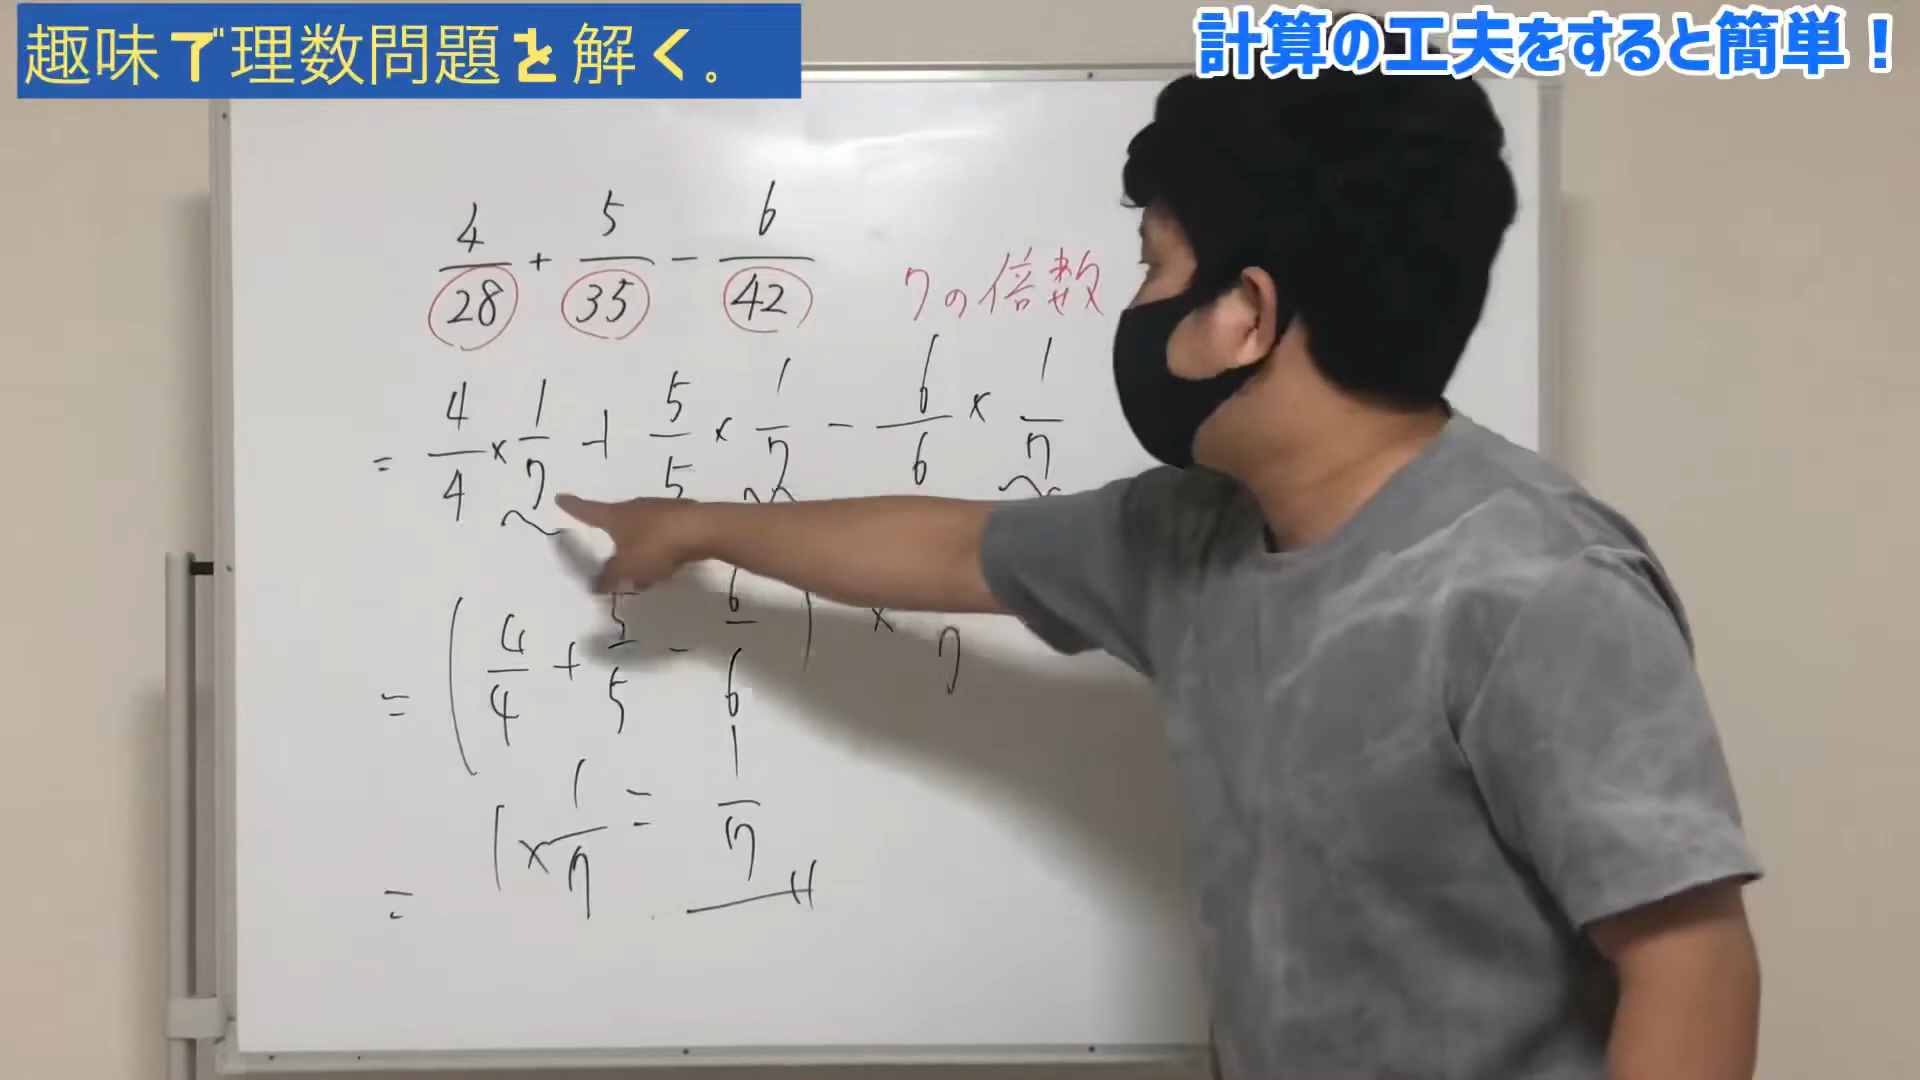 趣味で理数問題を解く。
計算の工夫をすると簡単！
4/28 + 5/35 - 6/42
7の倍数
= 4/4 × 1/7 + 5/5 × 1/7 - 6/6 × 1/7
= ( 4/4 + 5/5 - 6/6 ) × 7
= 1 × 1/7 = 1/7